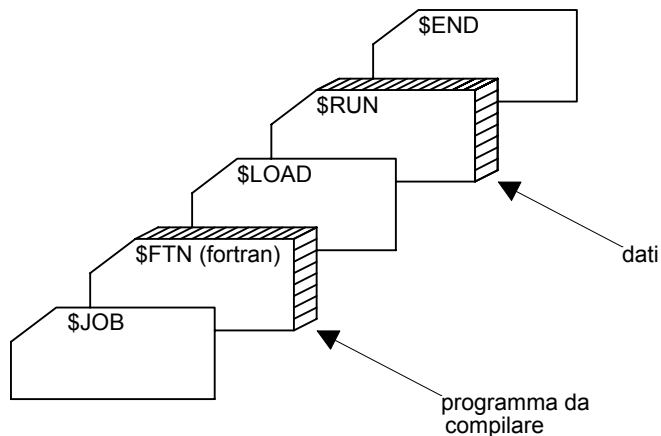 $END
$RUN
$LOAD
$FTN (fortran)
$JOB
dati
programma da
compilare